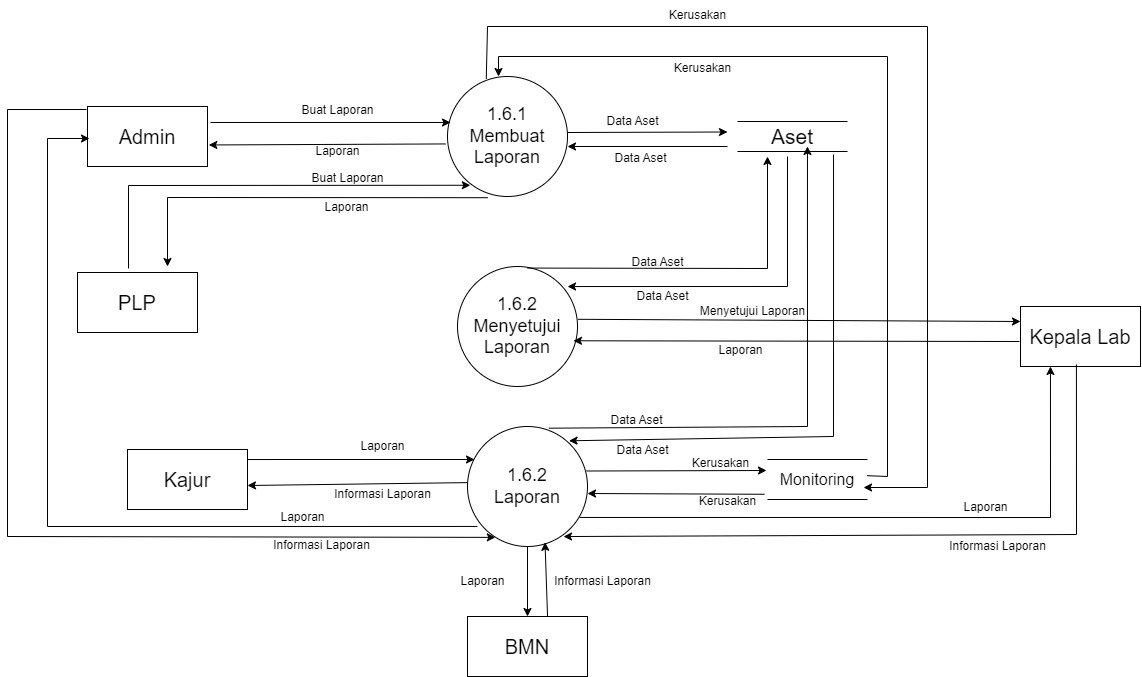 Kerusakan
Kerusakan
Buat Laporan
1.6.1
Membuat
Laporan
Data Aset
Aset
Admin
Laporan
Data Aset
Buat Laporan
Laporan
PLP
Data Aset
Data Aset
1.6.2
Menyetujui
Laporan
Menyetujui Laporan
Kepala Lab
Laporan
Data Aset
Data Aset
Laporan
Kajur
Informasi Laporan
1.6.2
Laporan
Kerusakan
Monitoring
Kerusakan
Laporan
Laporan
Informasi Laporan
Informasi Laporan
Laporan
Informasi Laporan
BMN